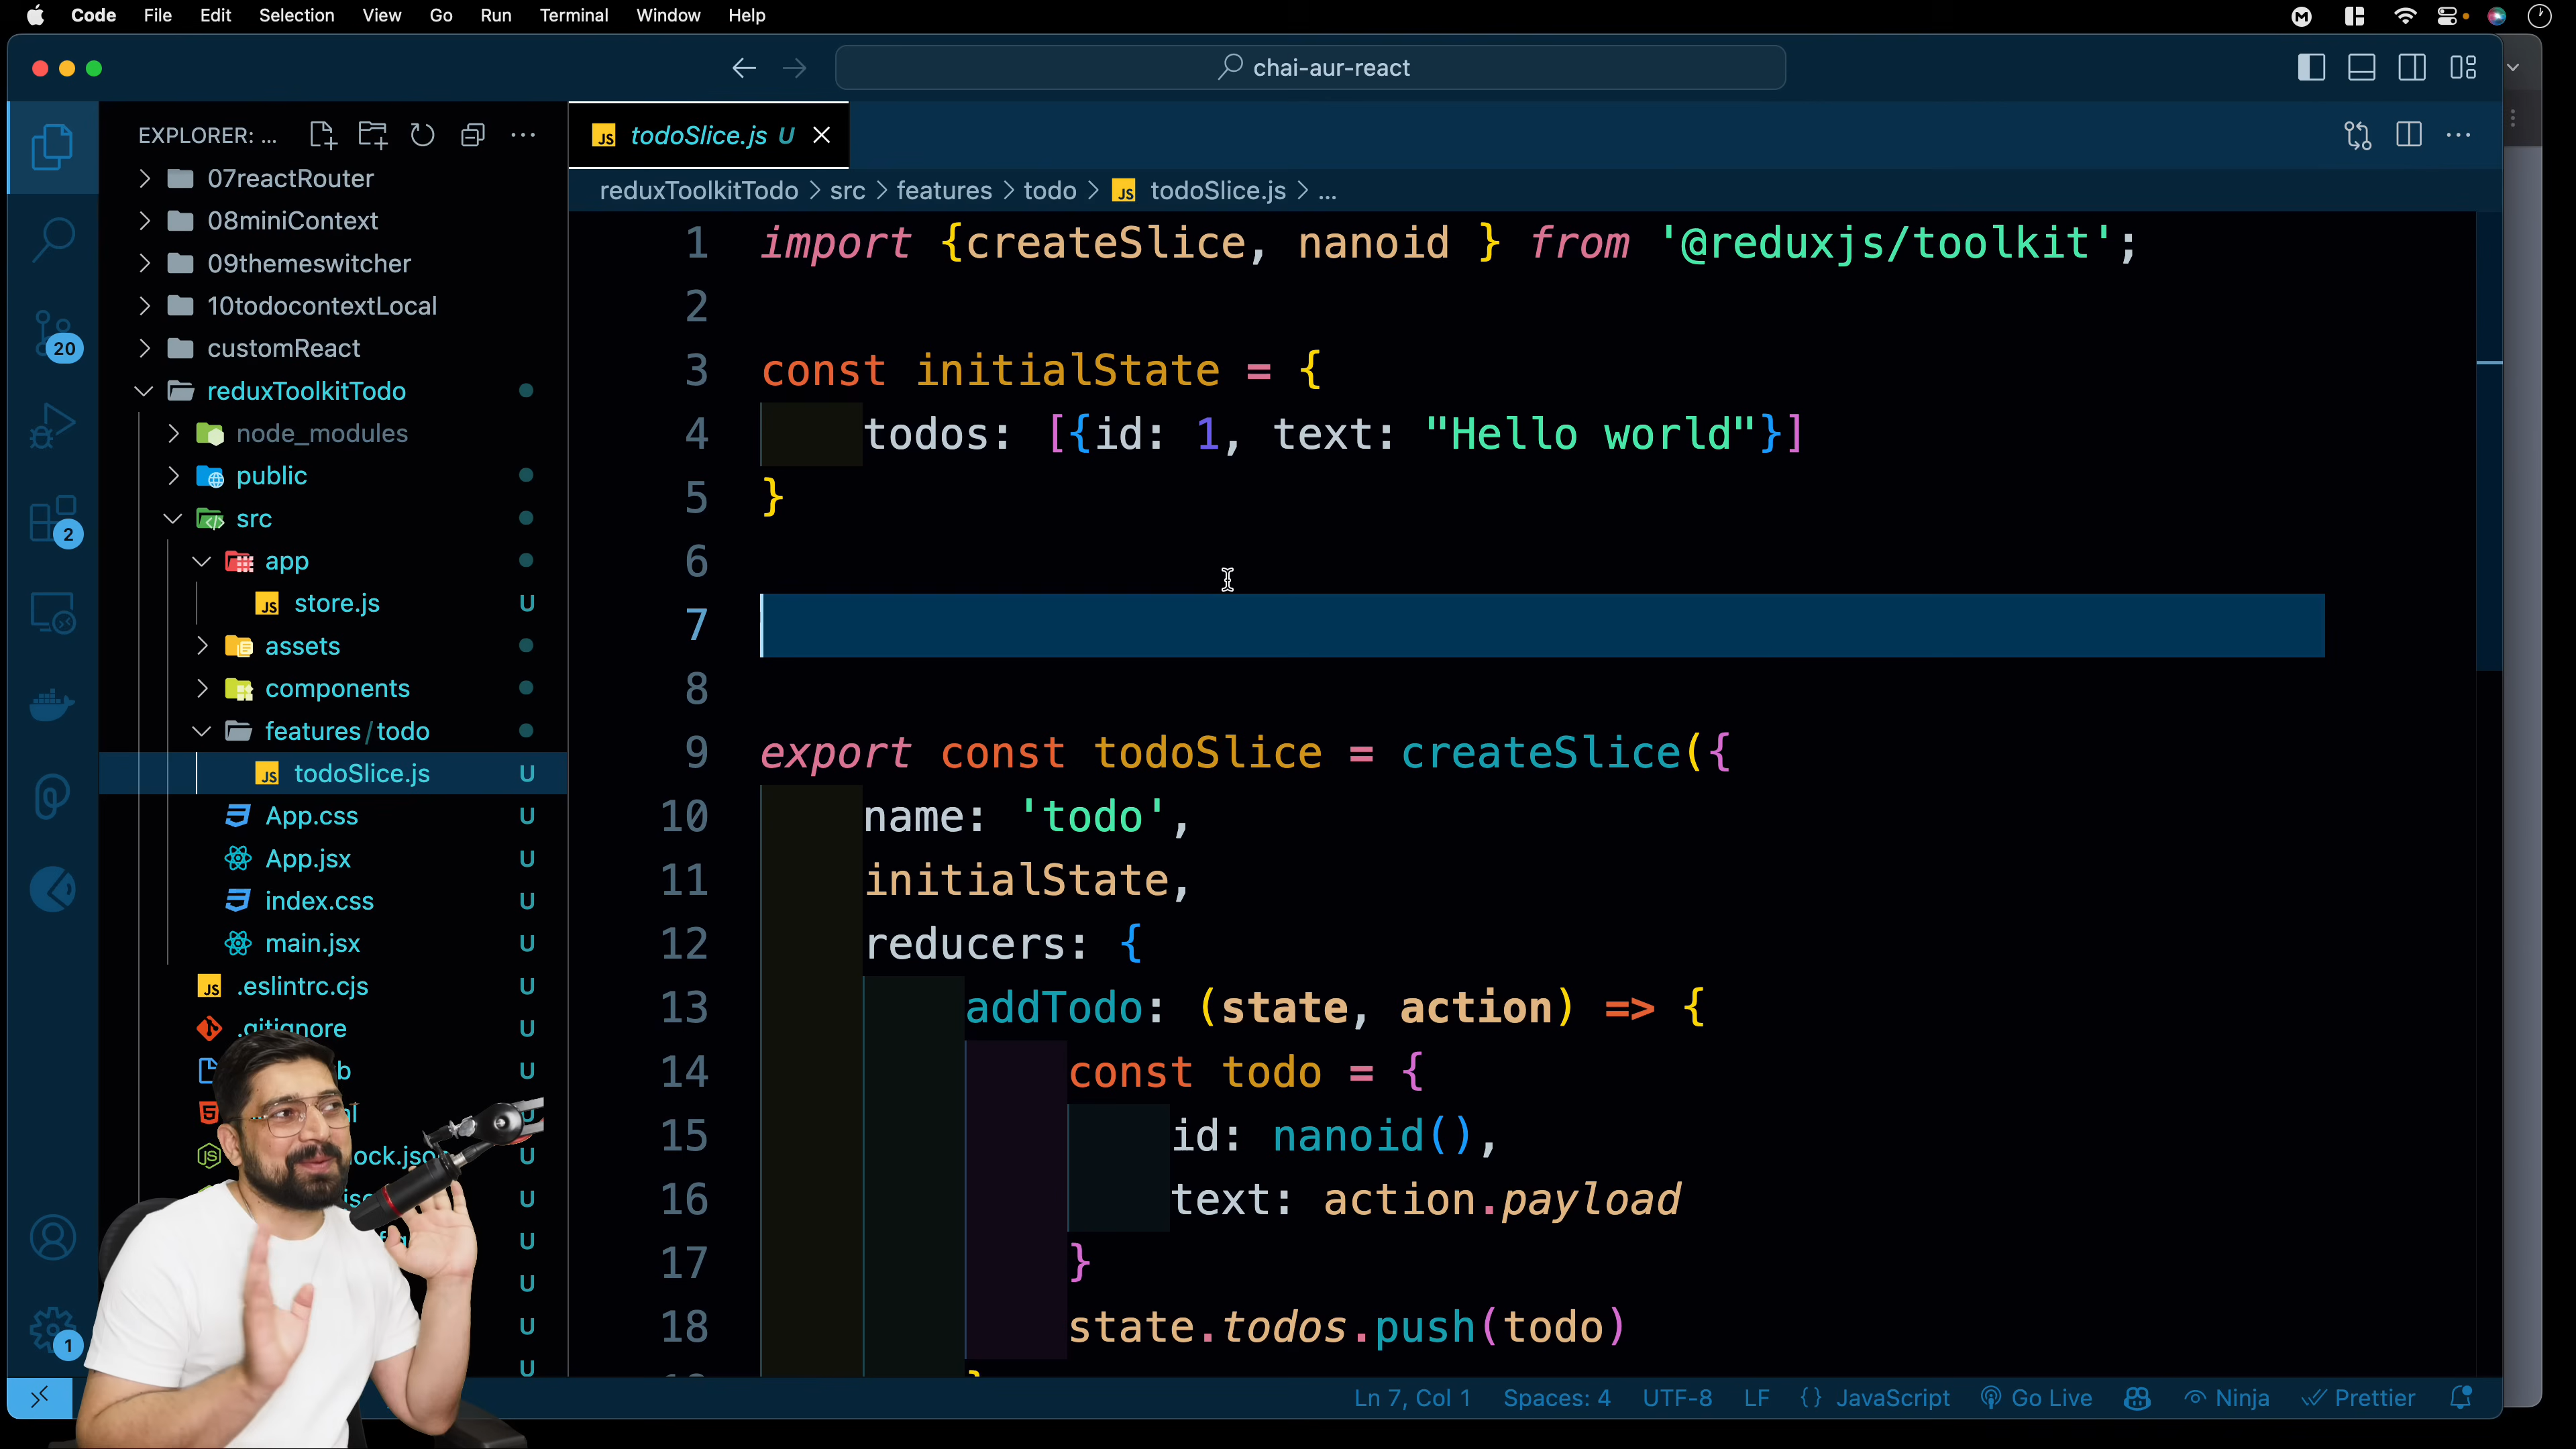 Code File Edit Selection View Go Run Terminal Window Help
chai-aur-react
EXPLORER: ...
07reactRouter
08miniContext
09themeswitcher
10todocontextLocal
customReact
reduxToolkitTodo
node_modules
public
src
app
store.js U
assets
components
features/todo
todoSlice.js U
App.css U
App.jsx U
index.css U
main.jsx U
.eslintrc.cjs U
.gitignore U
U
U
U
U
U
U
U
U
20
2
1
todoSlice.js U
reduxToolkitTodo > src > features > todo > JS todoSlice.js > ...
1 import {createSlice, nanoid } from '@reduxjs/toolkit';
2
3 const initialState = {
4 todos: [{id: 1, text: "Hello world"}]
5 }
6
7
8
9 export const todoSlice = createSlice({
10 name: 'todo',
11 initialState,
12 reducers: {
13 addTodo: (state, action) => {
14 const todo = {
15 id: nanoid(),
16 text: action.payload
17 }
18 state.todos.push(todo)
Ln 7, Col 1 Spaces: 4 UTF-8 LF {} JavaScript Go Live Ninja Prettier